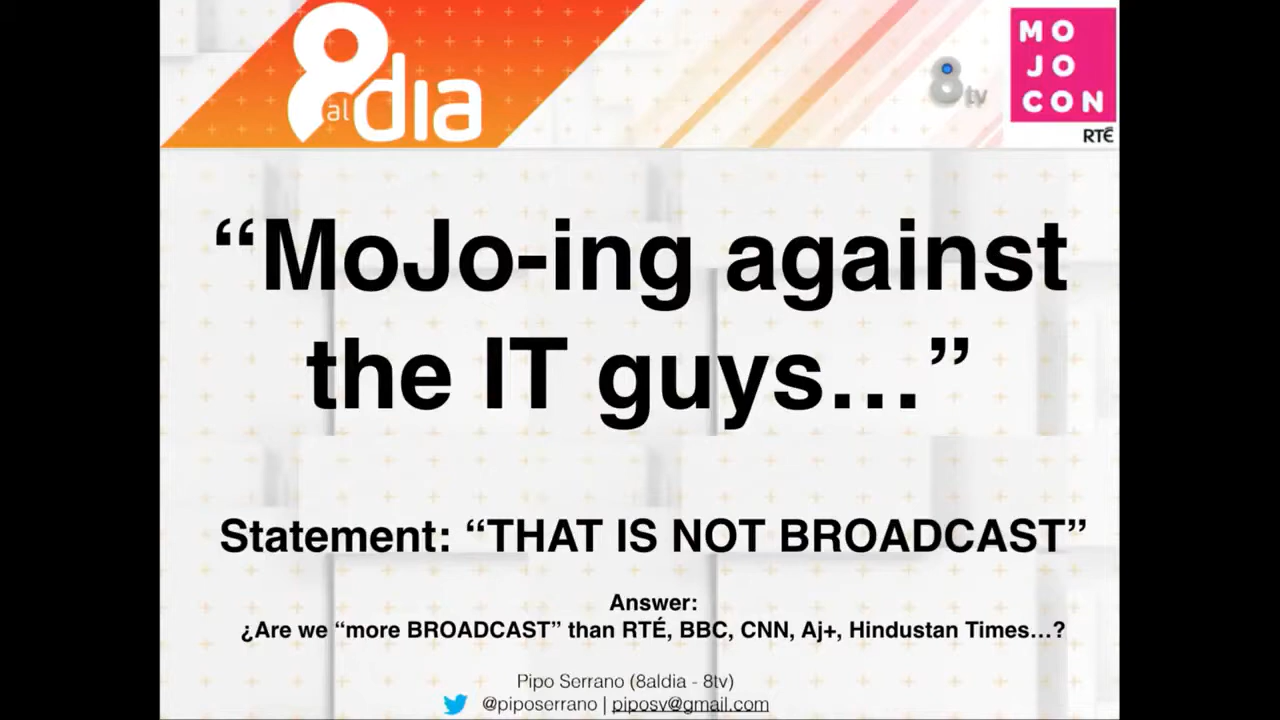 8 al dia
8tv
MO
JO
CON
RTÉ
“MoJo-ing against
the IT guys…”
Statement: “THAT IS NOT BROADCAST”
Answer:
¿Are we “more BROADCAST” than RTÉ, BBC, CNN, Aj+, Hindustan Times…?
Pipo Serrano (8aldia - 8tv)
@piposerrano | piposv@gmail.com